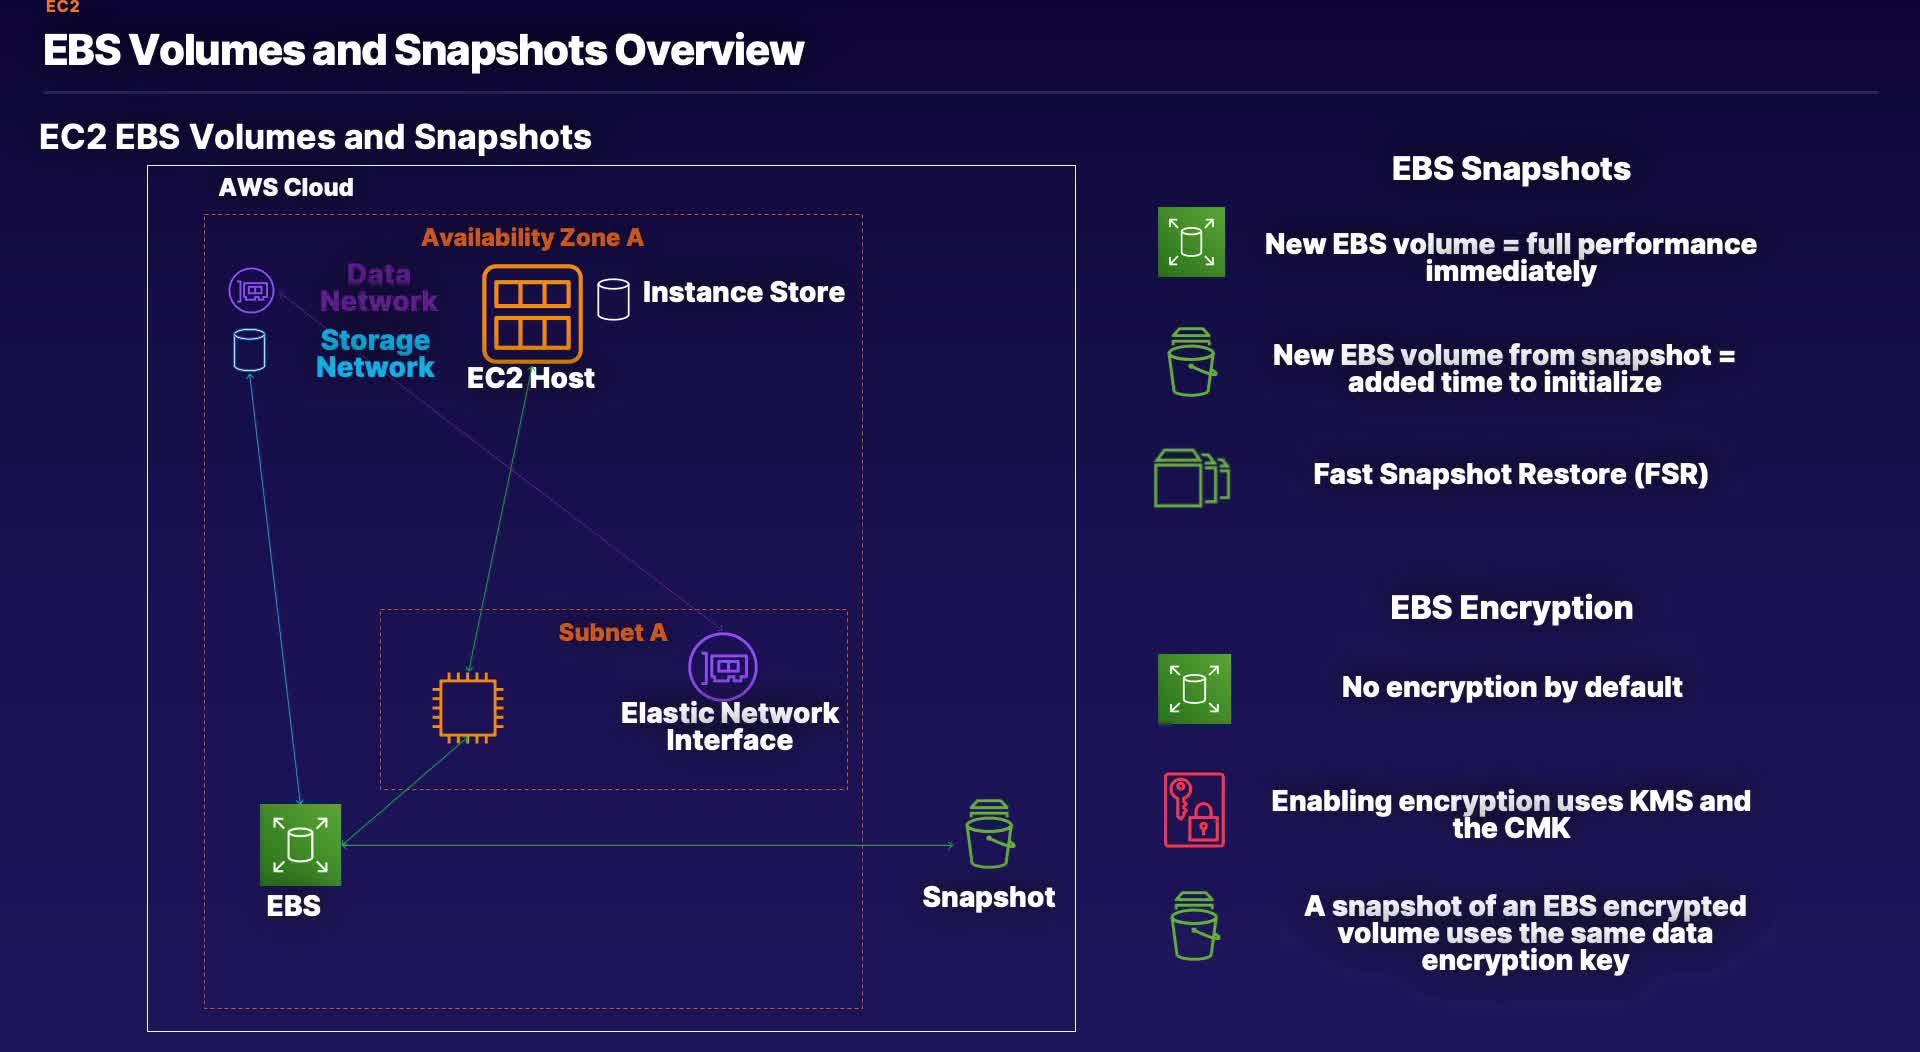 EC2
EBS Volumes and Snapshots Overview
EC2 EBS Volumes and Snapshots
AWS Cloud
Availability Zone A
Data
Network
Storage
Network
EC2 Host
Instance Store
Subnet A
Elastic Network
Interface
EBS
Snapshot
EBS Snapshots
New EBS volume = full performance
immediately
New EBS volume from snapshot =
added time to initialize
Fast Snapshot Restore (FSR)
EBS Encryption
No encryption by default
Enabling encryption uses KMS and
the CMK
A snapshot of an EBS encrypted
volume uses the same data
encryption key